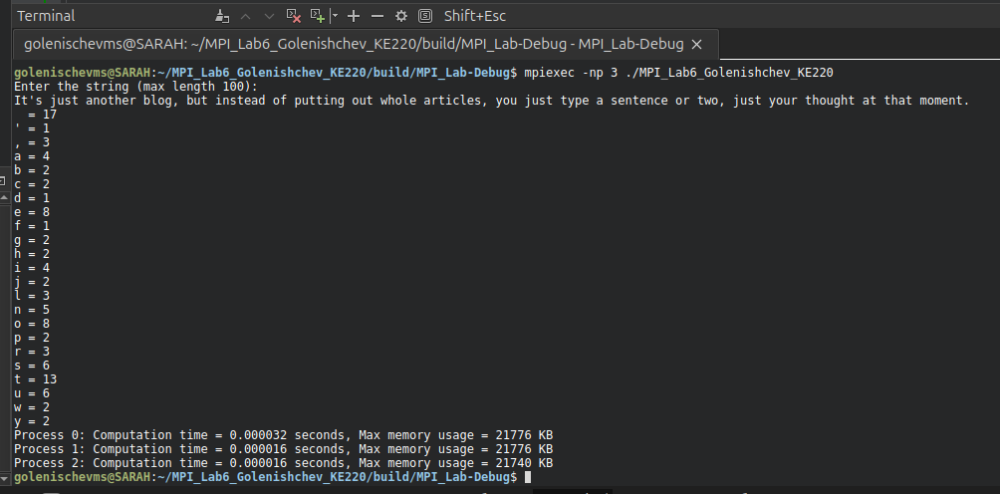 Terminal Shift+Esc
golenischevms@SARAH: ~/MPI_Lab6_Golenishchev_KE220/build/MPI_Lab-Debug - MPI_Lab-Debug
golenischevms@SARAH:~/MPI_Lab6_Golenishchev_KE220/build/MPI_Lab-Debug$ mpiexec -np 3 ./MPI_Lab6_Golenishchev_KE220
Enter the string (max length 100):
It's just another blog, but instead of putting out whole articles, you just type a sentence or two, just your thought at that moment.
  = 17
' = 1
, = 3
a = 4
b = 2
c = 2
d = 1
e = 8
f = 1
g = 2
h = 2
i = 4
j = 2
l = 3
n = 5
o = 8
p = 2
r = 3
s = 6
t = 13
u = 6
w = 2
y = 2
Process 0: Computation time = 0.000032 seconds, Max memory usage = 21776 KB
Process 1: Computation time = 0.000016 seconds, Max memory usage = 21776 KB
Process 2: Computation time = 0.000016 seconds, Max memory usage = 21740 KB
golenischevms@SARAH:~/MPI_Lab6_Golenishchev_KE220/build/MPI_Lab-Debug$